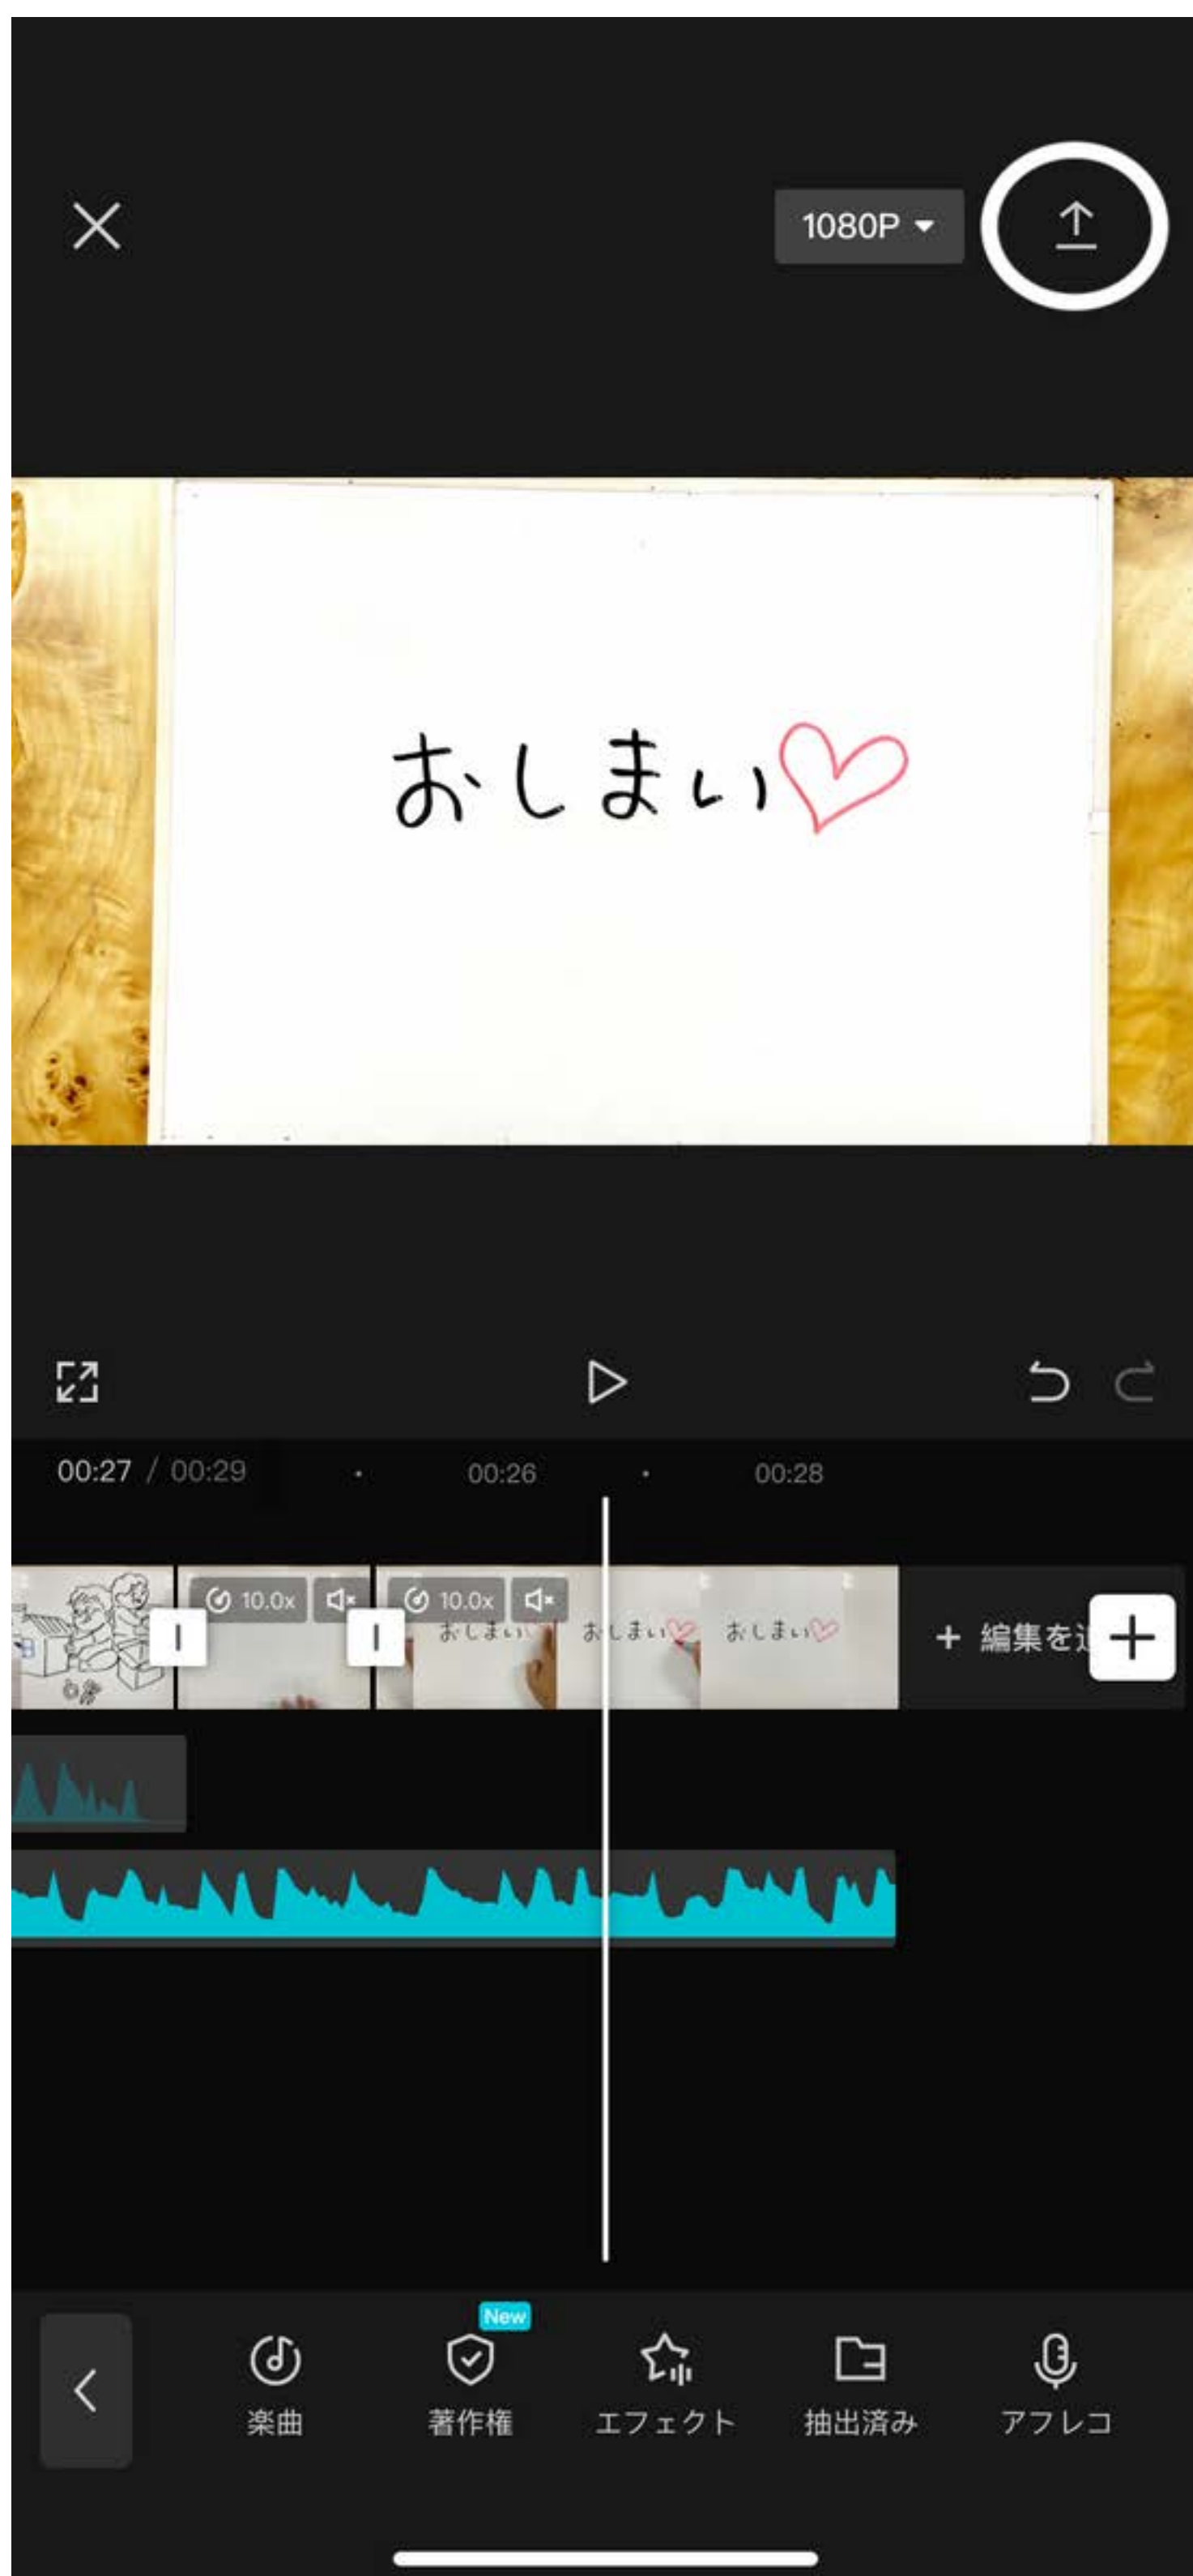 1080P
おしまい♡
00:27 / 00:29
00:26
00:28
10.0x
10.0x
おしまい
おしまい♡
おしまい♡
+ 編集を
New
楽曲
著作権
エフェクト
抽出済み
アフレコ